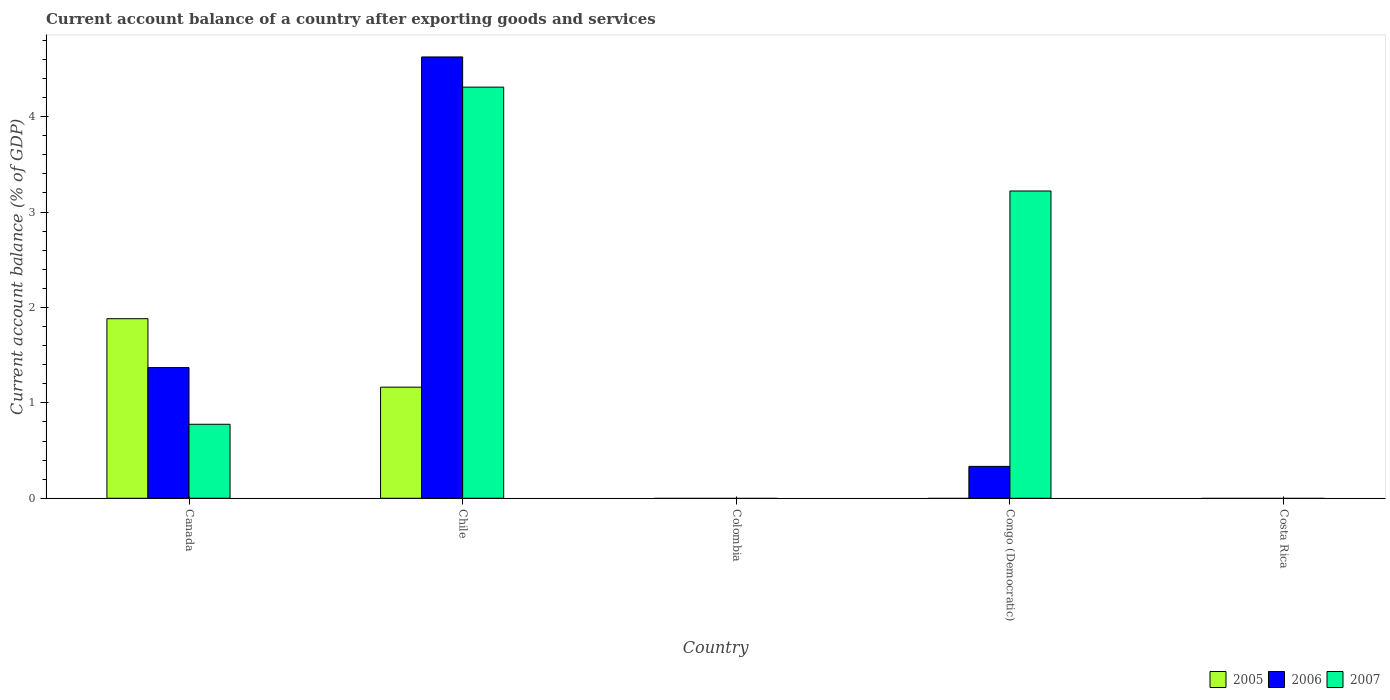 Current account balance of a country after exporting goods and services
Current account balance (% of GDP)
4
3
2
1
0
Canada
Chile
Colombia
Congo (Democratic)
Costa Rica
Country
2005
2006
2007